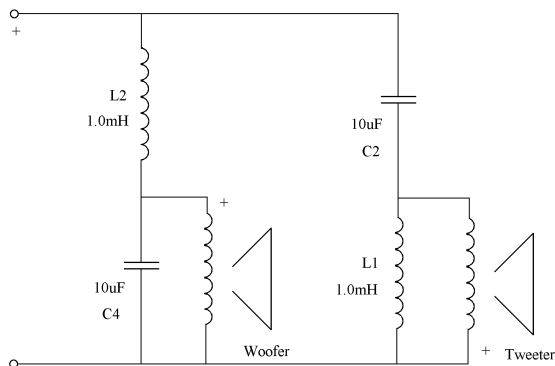 +
L2
1.0mH
10uF
C2
+
10uF
C4
L1
1.0mH
Woofer
+
Tweeter